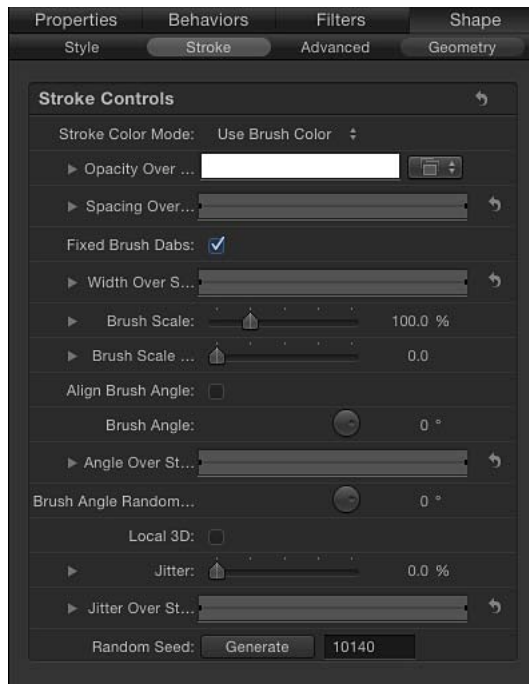 Properties Behaviors Filters Shape
Style Stroke Advanced Geometry
Stroke Controls
Stroke Color Mode: Use Brush Color
Opacity Over ...
Spacing Over...
Fixed Brush Dabs:
Width Over S...
Brush Scale: 100.0 %
Brush Scale ... 0.0
Align Brush Angle:
Brush Angle: 0 °
Angle Over St...
Brush Angle Random... 0 °
Local 3D:
Jitter: 0.0 %
Jitter Over St...
Random Seed: Generate 10140